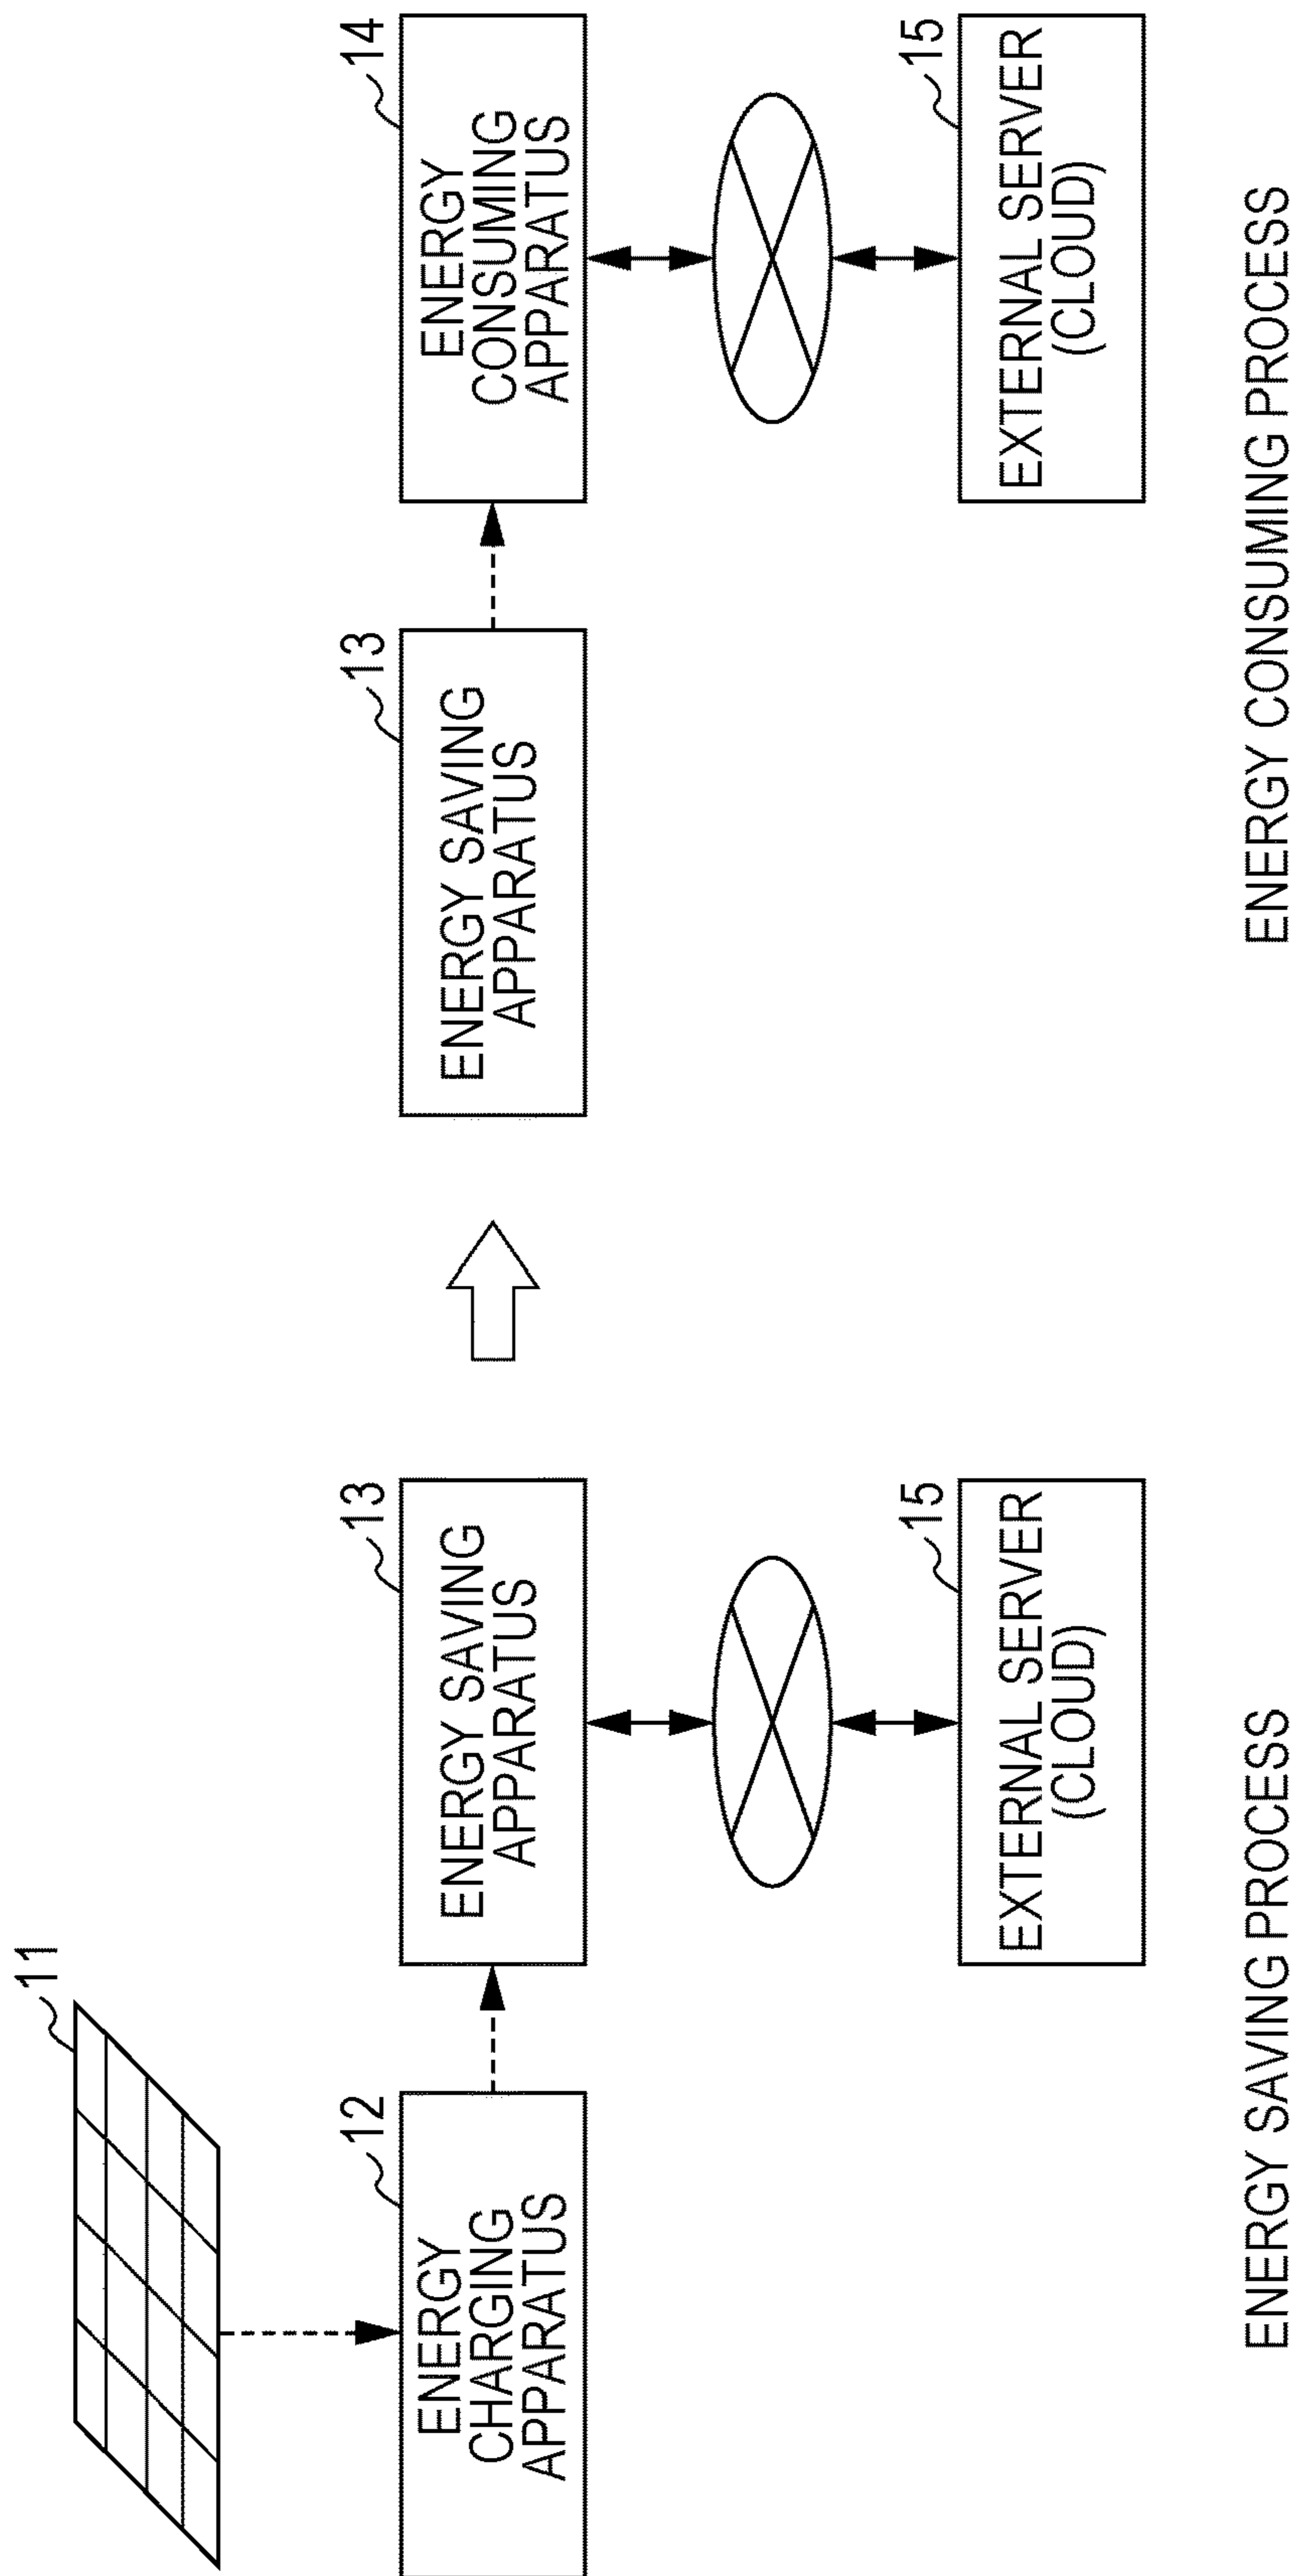 11
12
ENERGY
CHARGING
APPARATUS
13
ENERGY SAVING
APPARATUS
15
EXTERNAL SERVER
(CLOUD)
ENERGY SAVING PROCESS
13
ENERGY SAVING
APPARATUS
14
ENERGY
CONSUMING
APPARATUS
15
EXTERNAL SERVER
(CLOUD)
ENERGY CONSUMING PROCESS